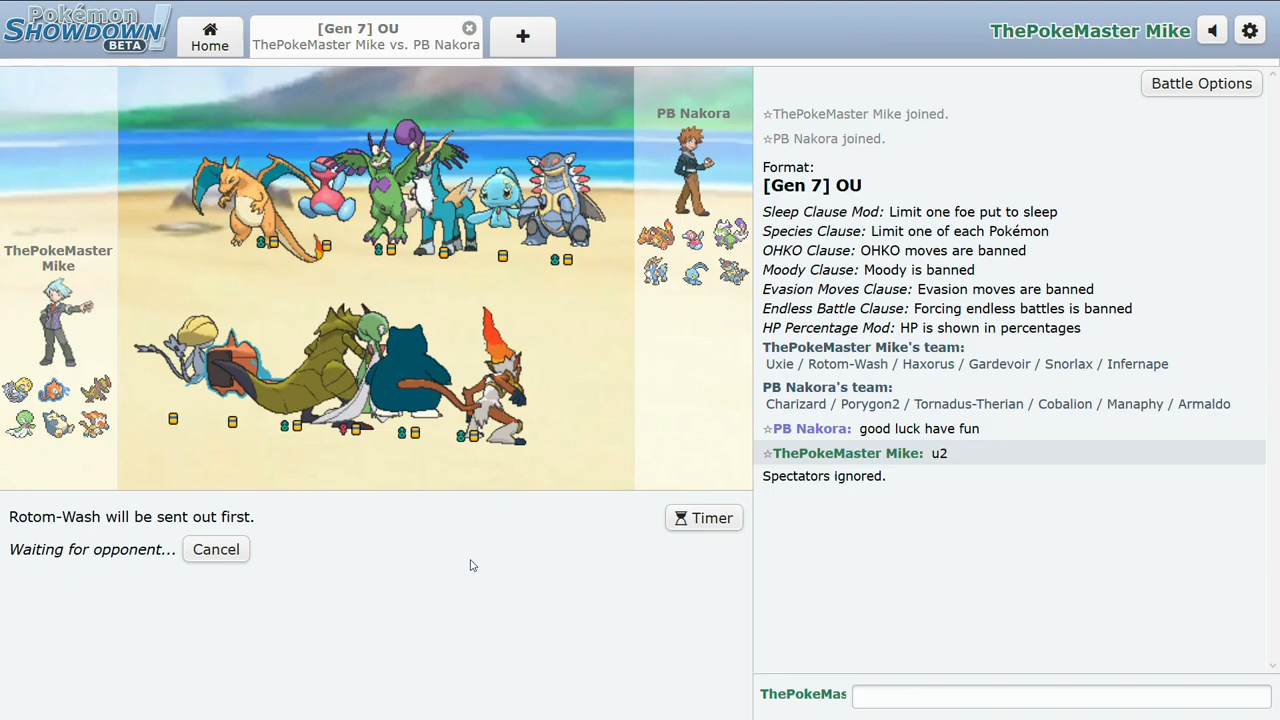 Pokémon
SHOWDOWN!
BETA
Home
[Gen 7] OU
ThePokeMaster Mike vs. PB Nakora
+
ThePokeMaster Mike
ThePokeMaster
Mike
PB Nakora
Rotom-Wash will be sent out first.
Timer
Waiting for opponent...
Cancel
Battle Options
☆ThePokeMaster Mike joined.
☆PB Nakora joined.
Format:
[Gen 7] OU
Sleep Clause Mod: Limit one foe put to sleep
Species Clause: Limit one of each Pokémon
OHKO Clause: OHKO moves are banned
Moody Clause: Moody is banned
Evasion Moves Clause: Evasion moves are banned
Endless Battle Clause: Forcing endless battles is banned
HP Percentage Mod: HP is shown in percentages
ThePokeMaster Mike's team:
Uxie / Rotom-Wash / Haxorus / Gardevoir / Snorlax / Infernape
PB Nakora's team:
Charizard / Porygon2 / Tornadus-Therian / Cobalion / Manaphy / Armaldo
☆PB Nakora: good luck have fun
☆ThePokeMaster Mike: u2
Spectators ignored.
ThePokeMas